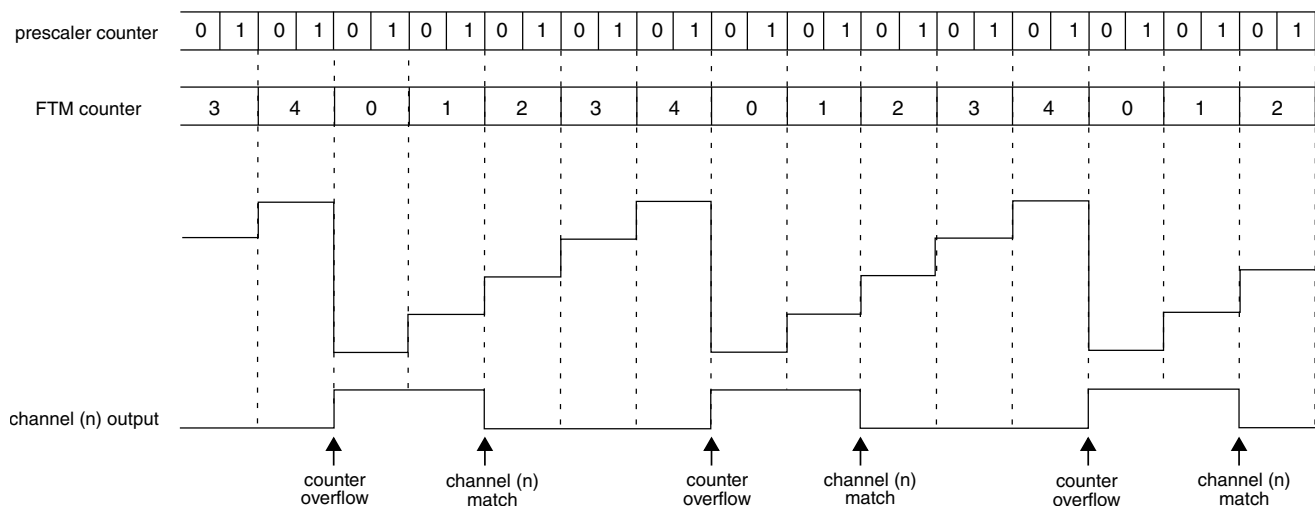 prescaler counter 0 1 0 1 0 1 0 1 0 1 0 1 0 1 0 1 0 1 0 1 0 1 0 1 0 1 0 1 0 1
FTM counter 3 4 0 1 2 3 4 0 1 2 3 4 0 1 2
channel (n) output
counter overflow
channel (n) match
counter overflow
channel (n) match
counter overflow
channel (n) match